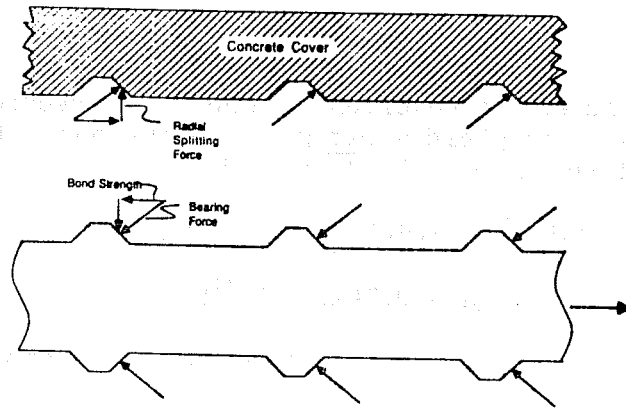 Concrete Cover
Radial
Splitting
Force
Bond Strength
Bearing
Force